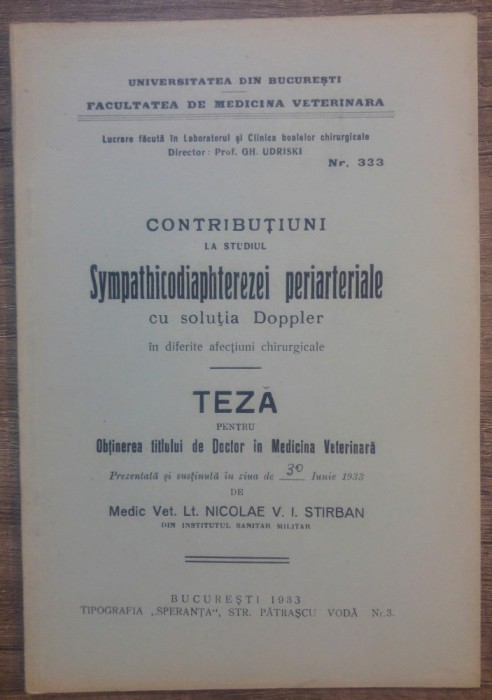 UNIVERSITATEA DIN BUCUREȘTI
FACULTATEA DE MEDICINA VETERINARA
Lucrare făcută în Laboratorul și Clinica boalelor chirurgicale
Director: Prof. GH. UDRISKI
Nr. 333
CONTRIBUȚIUNI
LA STUDIUL
Sympathicodiaphterezei periarteriale
cu soluția Doppler
în diferite afecțiuni chirurgicale
TEZĂ
PENTRU
Obținerea titlului de Doctor in Medicina Veterinară
Prezentată și susținută în ziua de 30 Iunie 1933
DE
Medic Vet. Lt. NICOLAE V. I. STIRBAN
DIN INSTITUTUL SANITAR MILITAR
BUCUREȘTI 1933
TIPOGRAFIA „SPERANȚA“, STR. PĂTRAȘCU VODĂ Nr.3.